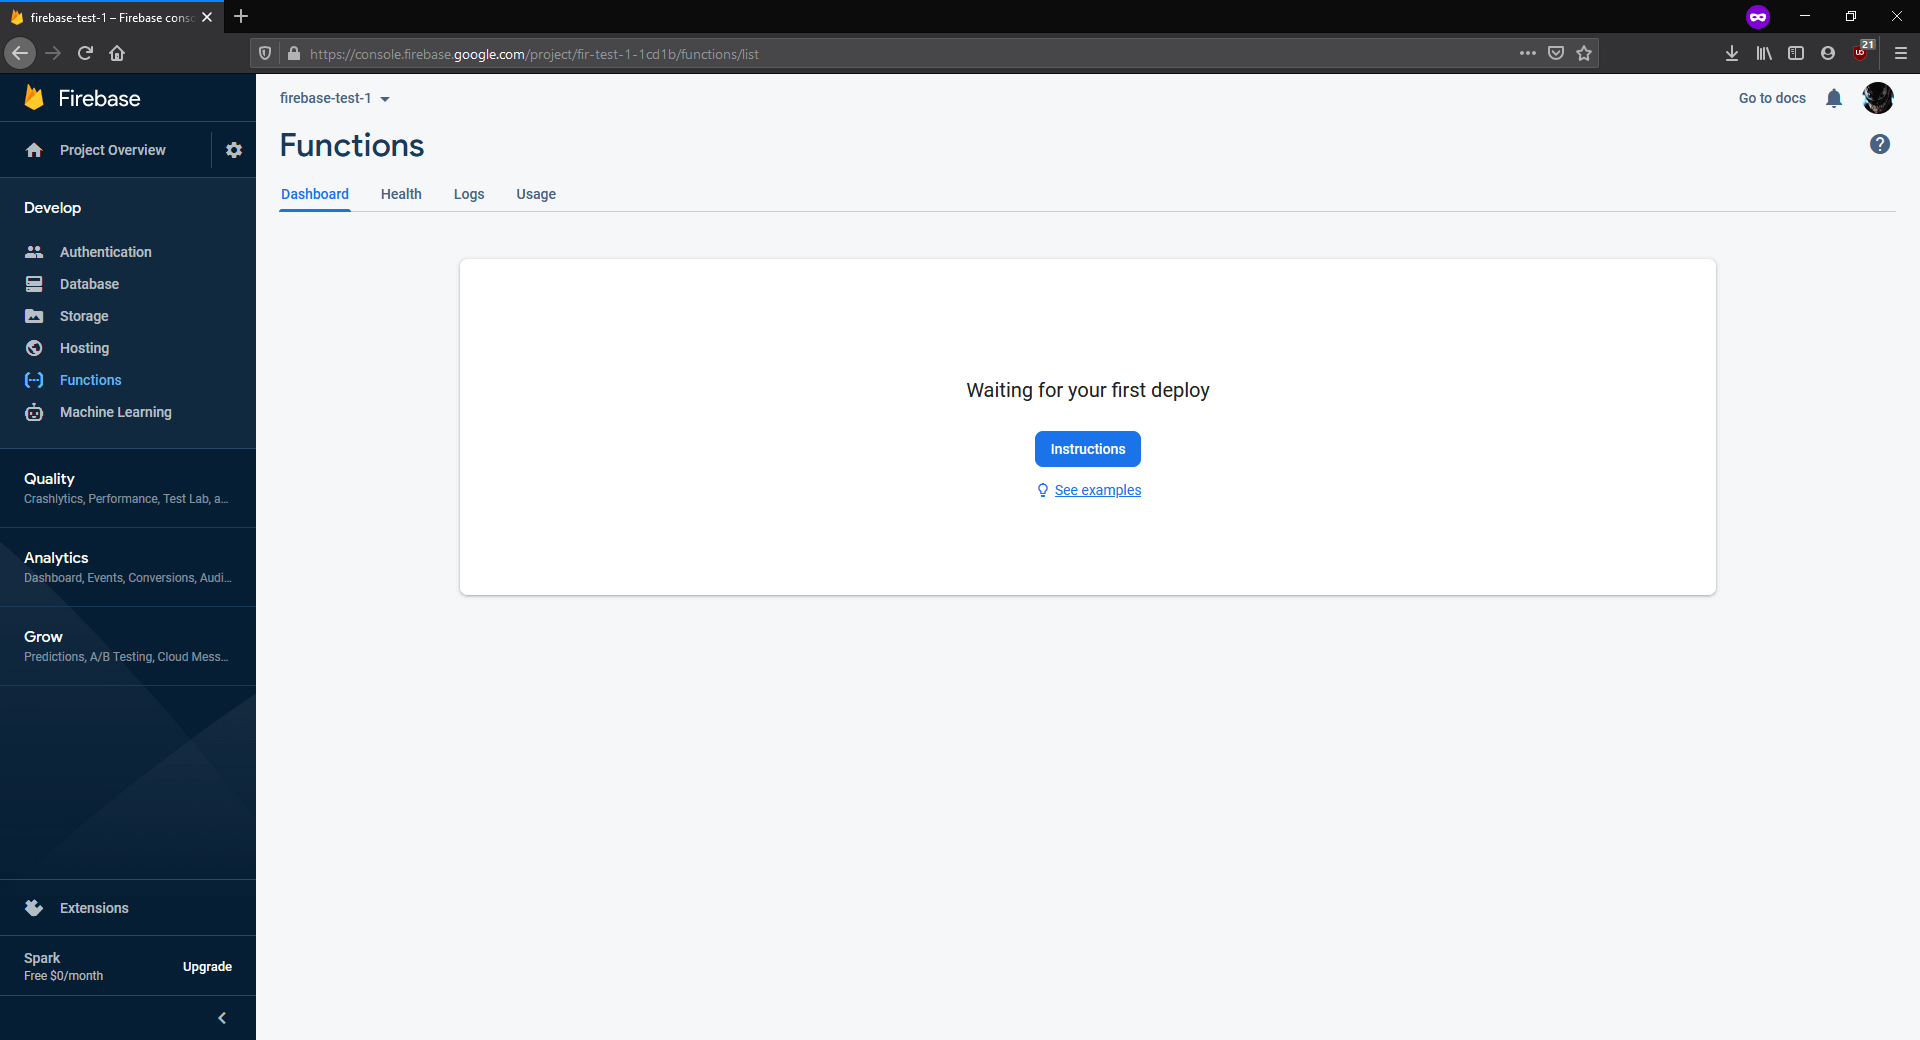 firebase-test-1 – Firebase conso
https://console.firebase.google.com/project/fir-test-1-1cd1b/functions/list
21
Firebase
Project Overview
Develop
Authentication
Database
Storage
Hosting
Functions
Machine Learning
Quality
Crashlytics, Performance, Test Lab, a...
Analytics
Dashboard, Events, Conversions, Audi...
Grow
Predictions, A/B Testing, Cloud Mess...
Extensions
Spark
Free $0/month
Upgrade
firebase-test-1
Go to docs
Functions
Dashboard Health Logs Usage
Waiting for your first deploy
Instructions
See examples